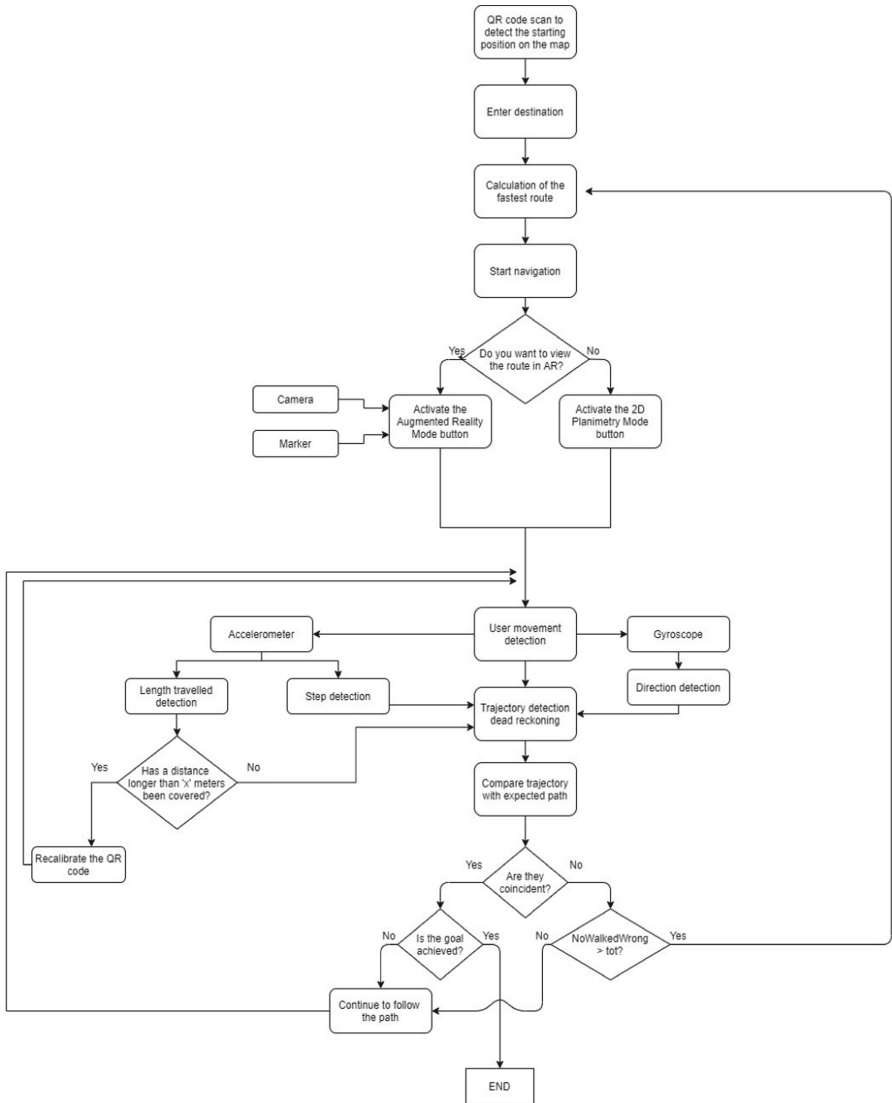 QR code scan to
detect the starting
position on the map
Enter destination
Calculation of the
fastest route
Start navigation
Do you want to view
the route in AR?
Yes
No
Camera
Marker
Activate the
Augmented Reality
Mode button
Activate the 2D
Planimetry Mode
button
Accelerometer
User movement
detection
Gyroscope
Length travelled
detection
Step detection
Trajectory detection
dead reckoning
Direction detection
Yes
Has a distance
longer than 'x' meters
been covered?
No
Compare trajectory
with expected path
Recalibrate the QR
code
Yes
Are they
coincident?
No
No
Is the goal
achieved?
Yes
No
NoWalkedWrong
> tot?
Yes
Continue to follow
the path
END